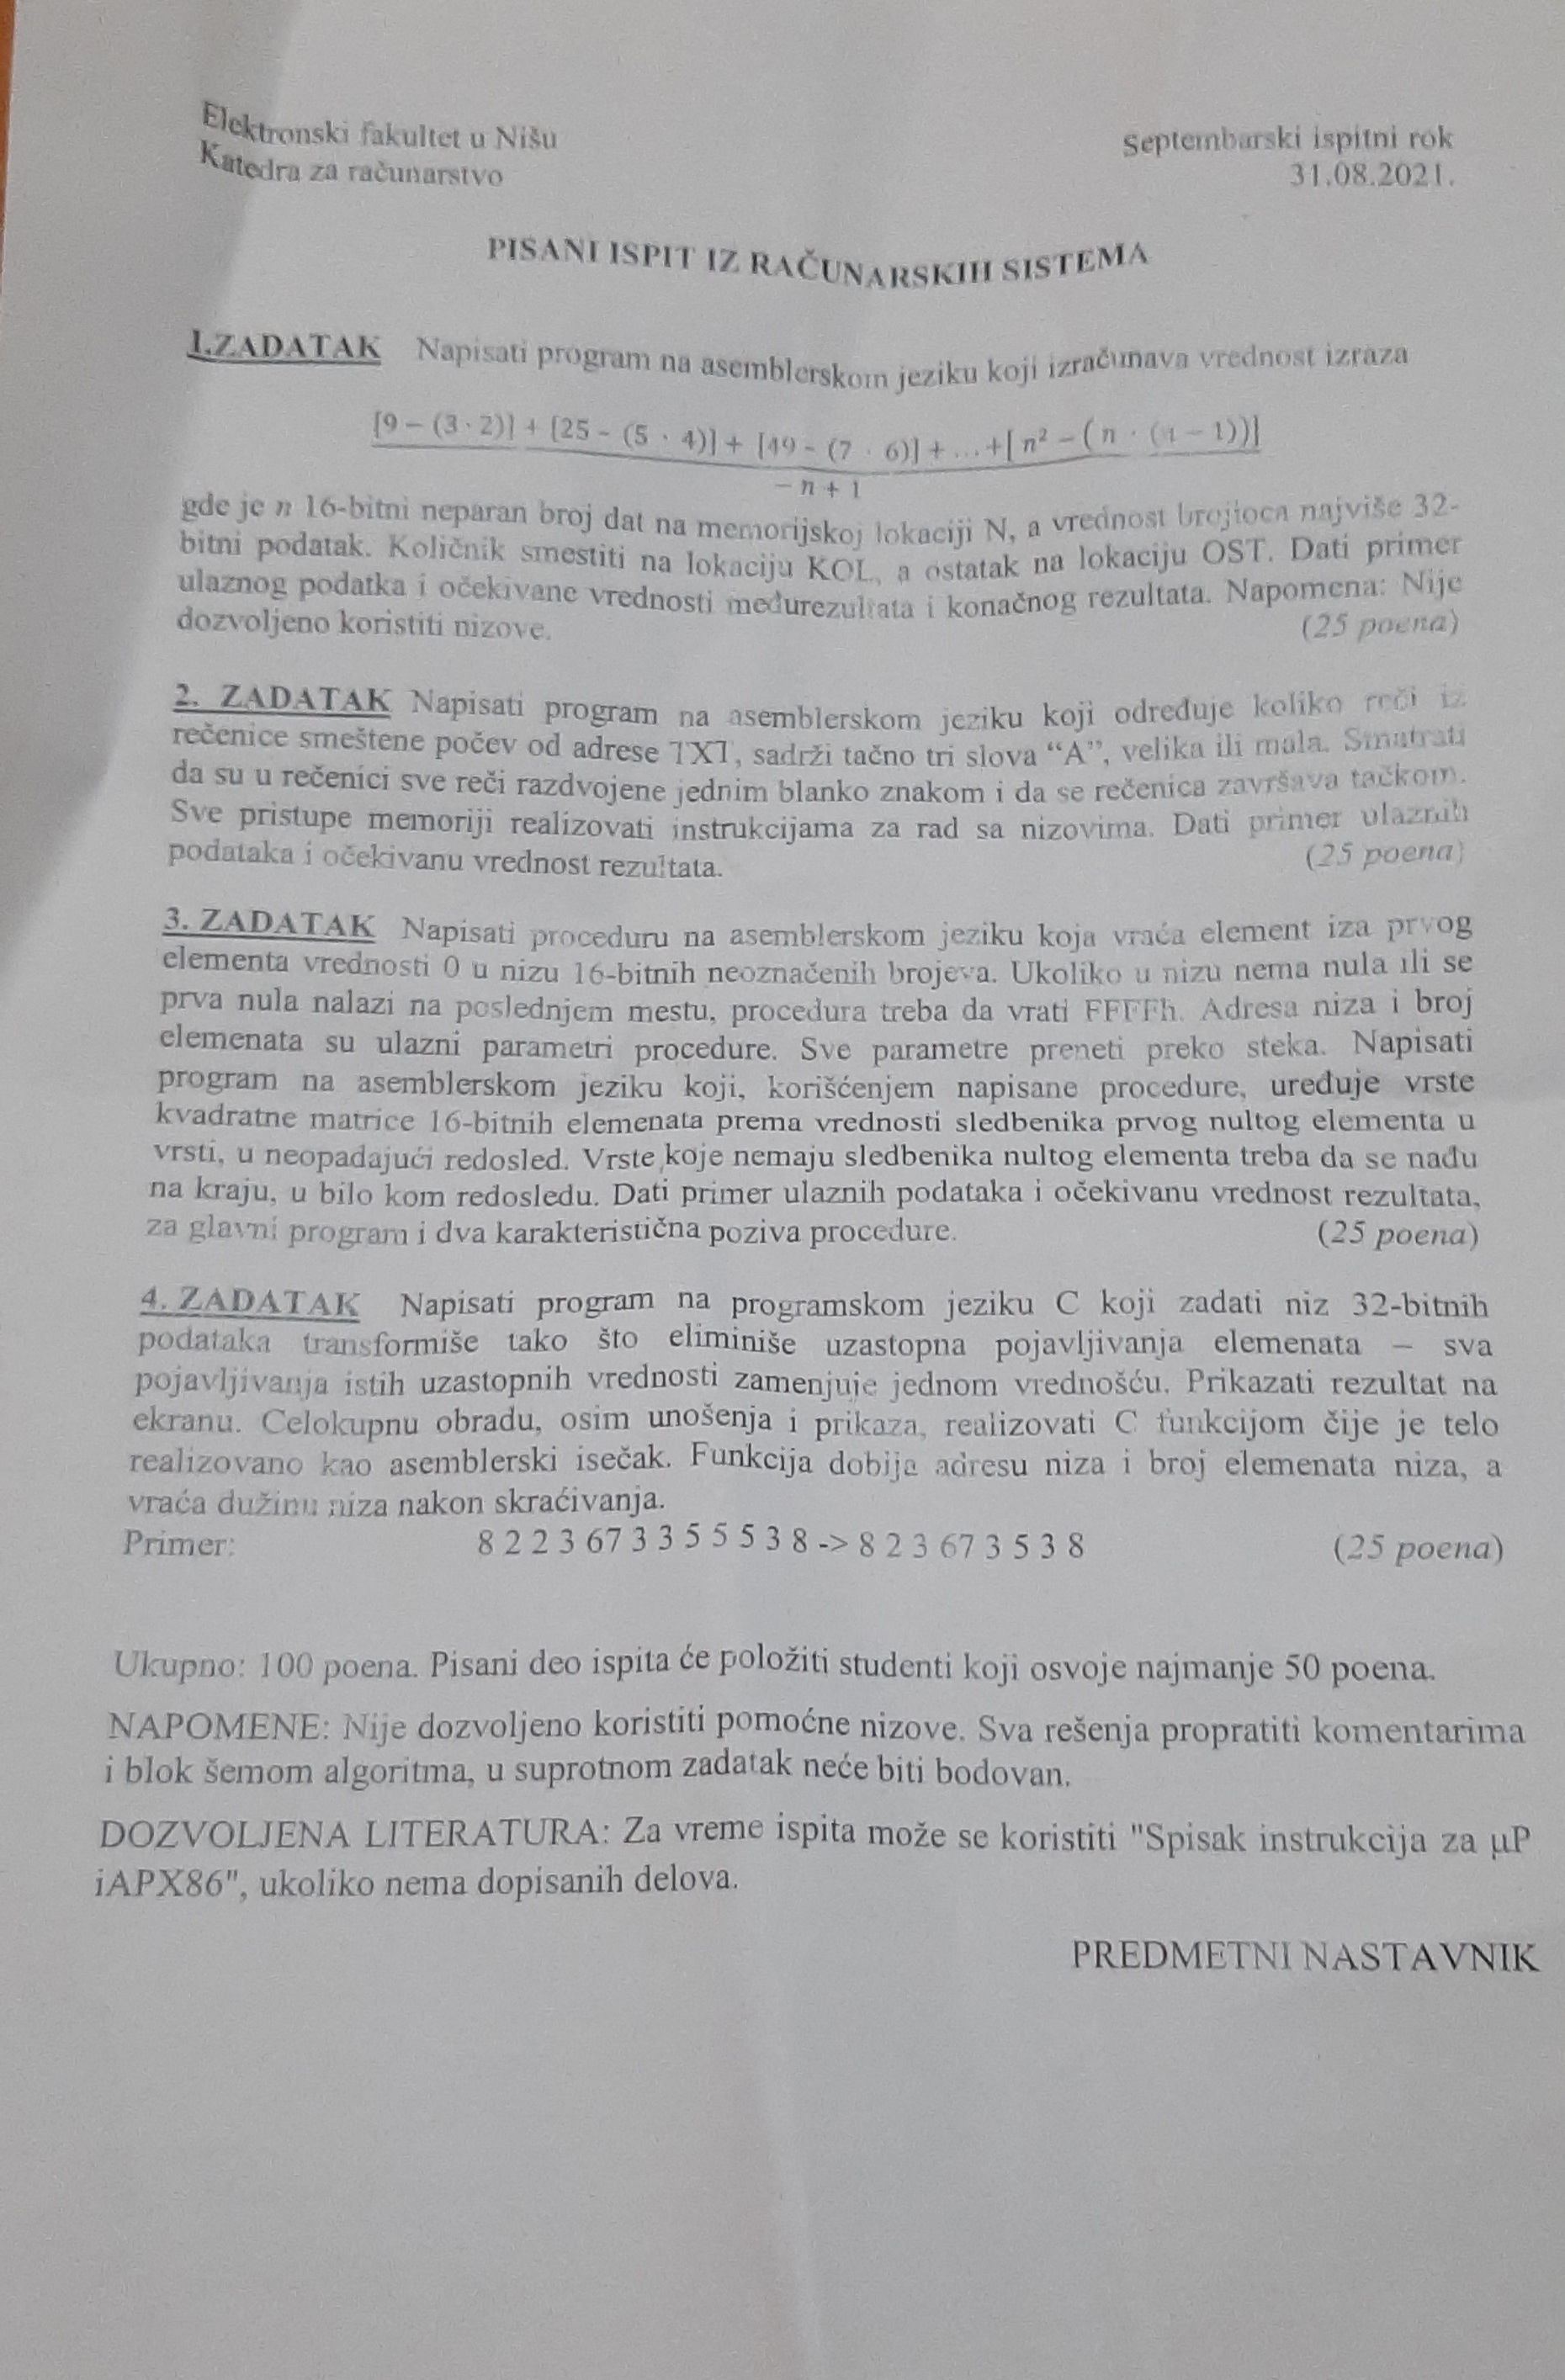 Elektronski fakultet u Nišu
Katedra za računarstvo
Septembarski ispitni rok
31.08.2021.
PISANI ISPIT IZ RAČUNARSKIH SISTEMA
1.ZADATAK Napisati program na asemblerskom jeziku koji izračunava vrednost izraza
[9 – (3 · 2)] + [25 – (5 · 4)] + [49 – (7 · 6)] + ... + [n² – (n · (n – 1))]
– n + 1
gde je n 16-bitni neparan broj dat na memorijskoj lokaciji N, a vrednost brojioca najviše 32-
bitni podatak. Količnik smestiti na lokaciju KOL, a ostatak na lokaciju OST. Dati primer
ulaznog podatka i očekivane vrednosti međurezultata i konačnog rezultata. Napomena: Nije
dozvoljeno koristiti nizove. (25 poena)
2. ZADATAK Napisati program na asemblerskom jeziku koji određuje koliko reči iz
rečenice smeštene počev od adrese TXT, sadrži tačno tri slova “A”, velika ili mala. Smatrati
da su u rečenici sve reči razdvojene jednim blanko znakom i da se rečenica završava tačkom.
Sve pristupe memoriji realizovati instrukcijama za rad sa nizovima. Dati primer ulaznih
podataka i očekivanu vrednost rezultata. (25 poena)
3. ZADATAK Napisati proceduru na asemblerskom jeziku koja vraća element iza prvog
elementa vrednosti 0 u nizu 16-bitnih neoznačenih brojeva. Ukoliko u nizu nema nula ili se
prva nula nalazi na poslednjem mestu, procedura treba da vrati FFFFh. Adresa niza i broj
elemenata su ulazni parametri procedure. Sve parametre preneti preko steka. Napisati
program na asemblerskom jeziku koji, korišćenjem napisane procedure, uređuje vrste
kvadratne matrice 16-bitnih elemenata prema vrednosti sledbenika prvog nultog elementa u
vrsti, u neopadajući redosled. Vrste koje nemaju sledbenika nultog elementa treba da se nađu
na kraju, u bilo kom redosledu. Dati primer ulaznih podataka i očekivanu vrednost rezultata,
za glavni program i dva karakteristična poziva procedure. (25 poena)
4. ZADATAK Napisati program na programskom jeziku C koji zadati niz 32-bitnih
podataka transformiše tako što eliminiše uzastopna pojavljivanja elemenata – sva
pojavljivanja istih uzastopnih vrednosti zamenjuje jednom vrednošću. Prikazati rezultat na
ekranu. Celokupnu obradu, osim unošenja i prikaza, realizovati C funkcijom čije je telo
realizovano kao asemblerski isečak. Funkcija dobija adresu niza i broj elemenata niza, a
vraća dužinu niza nakon skraćivanja.
Primer: 8 2 2 3 67 3 3 5 5 5 3 8 -> 8 2 3 67 3 5 3 8 (25 poena)
Ukupno: 100 poena. Pisani deo ispita će položiti studenti koji osvoje najmanje 50 poena.
NAPOMENE: Nije dozvoljeno koristiti pomoćne nizove. Sva rešenja propratiti komentarima
i blok šemom algoritma, u suprotnom zadatak neće biti bodovan.
DOZVOLJENA LITERATURA: Za vreme ispita može se koristiti "Spisak instrukcija za µP
iAPX86", ukoliko nema dopisanih delova.
PREDMETNI NASTAVNIK